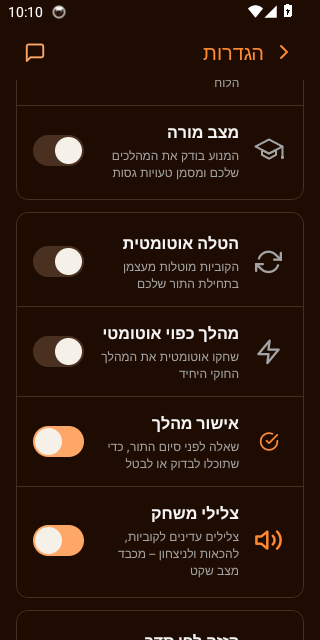 10:10
הגדרות
הלוח
מצב מורה
המנוע בודק את המהלכים
שלכם ומסמן טעויות גסות
הטלה אוטומטית
הקוביות מוטלות מעצמן
בתחילת התור שלכם
מהלך כפוי אוטומטי
שחקו אוטומטית את המהלך
החוקי היחיד
אישור מהלך
שאלה לפני סיום התור, כדי
שתוכלו לבדוק או לבטל
צלילי משחק
צלילים עדינים לקוביות,
להכאות ולניצחון – מכבד
מצב שקט